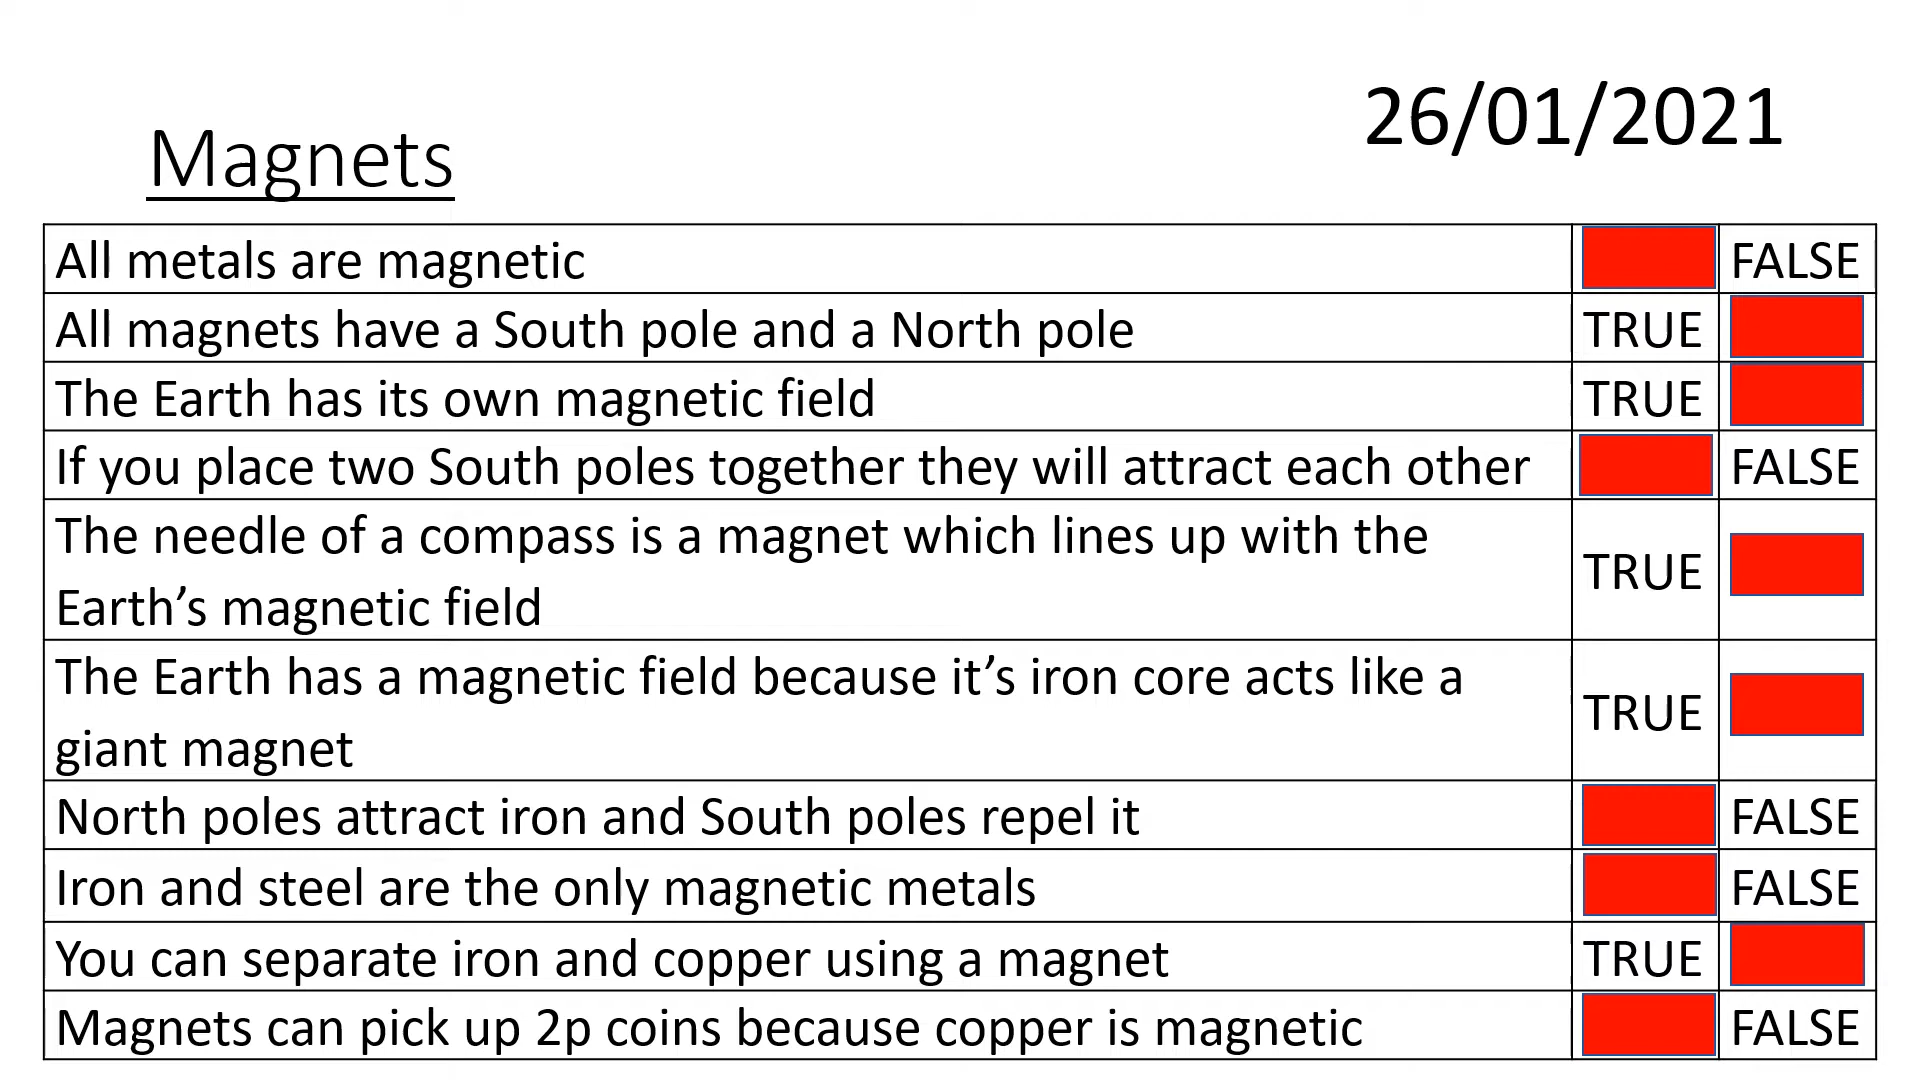 26/01/2021
Magnets
All metals are magnetic FALSE
All magnets have a South pole and a North pole TRUE
The Earth has its own magnetic field TRUE
If you place two South poles together they will attract each other FALSE
The needle of a compass is a magnet which lines up with the
Earth’s magnetic field
TRUE
The Earth has a magnetic field because it’s iron core acts like a
giant magnet
TRUE
North poles attract iron and South poles repel it FALSE
Iron and steel are the only magnetic metals FALSE
You can separate iron and copper using a magnet TRUE
Magnets can pick up 2p coins because copper is magnetic FALSE